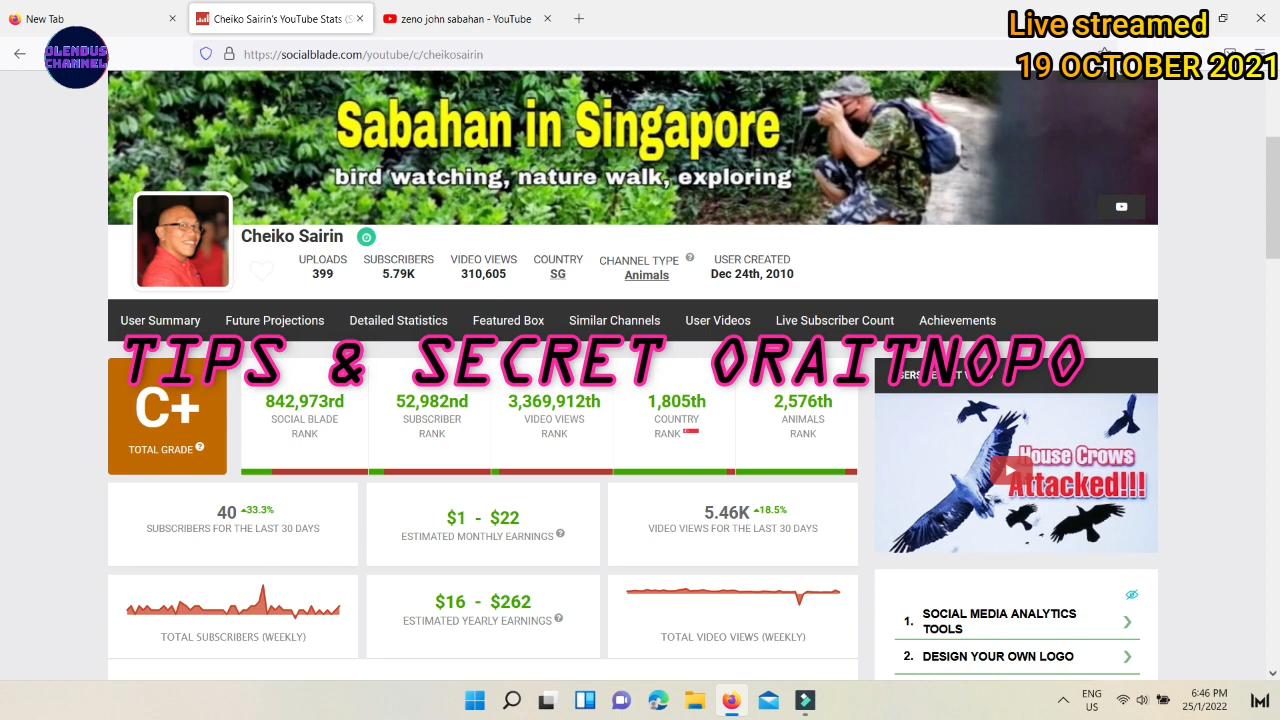 New Tab
Cheiko Sairin's YouTube Stats (S
zeno john sabahan - YouTube
Live streamed
19 OCTOBER 2021
OLENDUS
CHANNEL
https://socialblade.com/youtube/c/cheikosairin
Sabahan in Singapore
bird watching, nature walk, exploring
Cheiko Sairin
UPLOADS
399
SUBSCRIBERS
5.79K
VIDEO VIEWS
310,605
COUNTRY
SG
CHANNEL TYPE
Animals
USER CREATED
Dec 24th, 2010
User Summary
Future Projections
Detailed Statistics
Featured Box
Similar Channels
User Videos
Live Subscriber Count
Achievements
TIPS & SECRET ORAITNOPO
C+
TOTAL GRADE
842,973rd
SOCIAL BLADE
RANK
52,982nd
SUBSCRIBER
RANK
3,369,912th
VIDEO VIEWS
RANK
1,805th
COUNTRY
RANK
2,576th
ANIMALS
RANK
House Crows
Attacked!!!
40 33.3%
SUBSCRIBERS FOR THE LAST 30 DAYS
$1 - $22
ESTIMATED MONTHLY EARNINGS
5.46K 18.5%
VIDEO VIEWS FOR THE LAST 30 DAYS
TOTAL SUBSCRIBERS (WEEKLY)
$16 - $262
ESTIMATED YEARLY EARNINGS
TOTAL VIDEO VIEWS (WEEKLY)
1. SOCIAL MEDIA ANALYTICS
TOOLS
2. DESIGN YOUR OWN LOGO
ENG
US
6:46 PM
25/1/2022